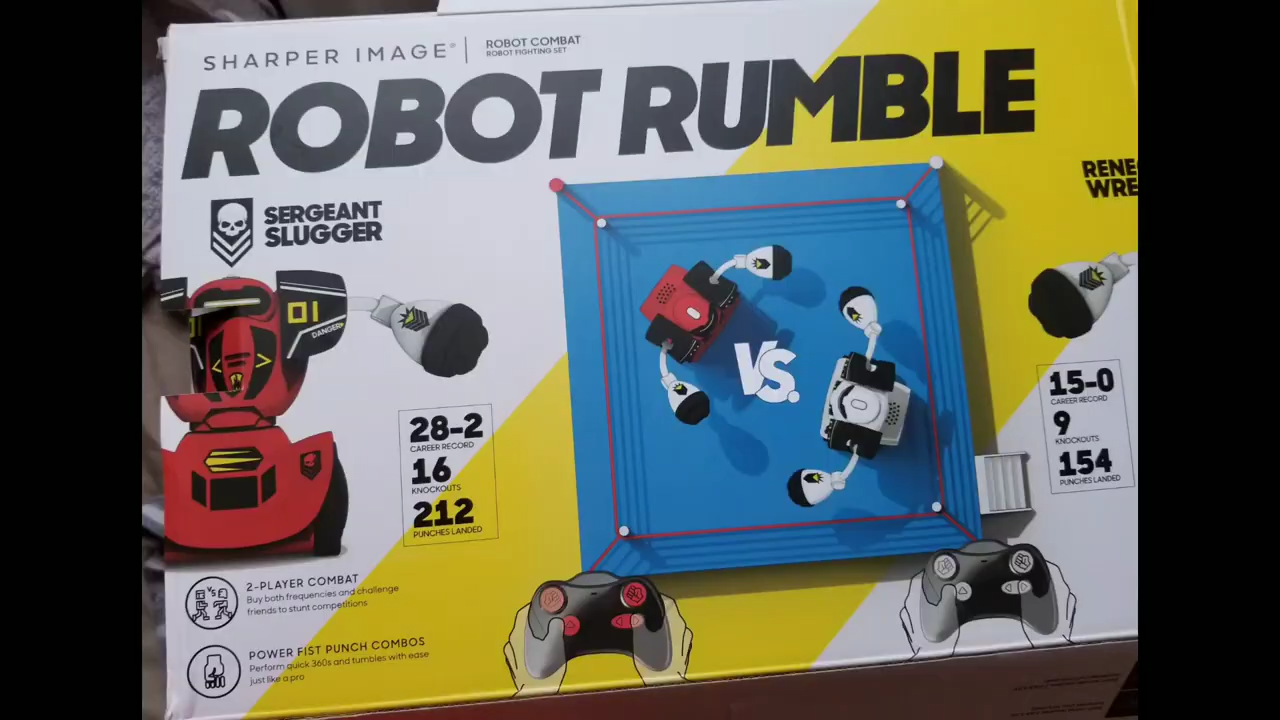 SHARPER IMAGE®
ROBOT COMBAT
ROBOT FIGHTING SET
ROBOT RUMBLE
SERGEANT
SLUGGER
RENE
WRE
01
DANGER
VS.
28-2
CAREER RECORD
16
KNOCKOUTS
212
PUNCHES LANDED
15-0
CAREER RECORD
9
KNOCKOUTS
154
PUNCHES LANDED
VS
2-PLAYER COMBAT
Buy both frequencies and challenge
friends to stunt competitions
POWER FIST PUNCH COMBOS
Perform quick 360s and tumbles with ease
just like a pro